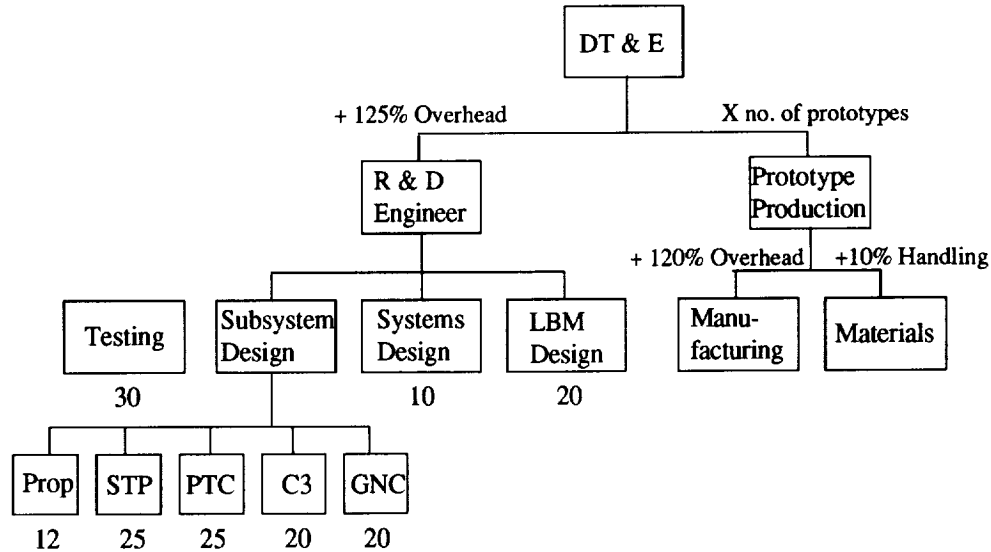 DT & E
+ 125% Overhead
X no. of prototypes
R & D
Engineer
Prototype
Production
+ 120% Overhead
+10% Handling
Testing
Subsystem
Design
Systems
Design
LBM
Design
Manu-
facturing
Materials
30
10
20
Prop
STP
PTC
C3
GNC
12
25
25
20
20